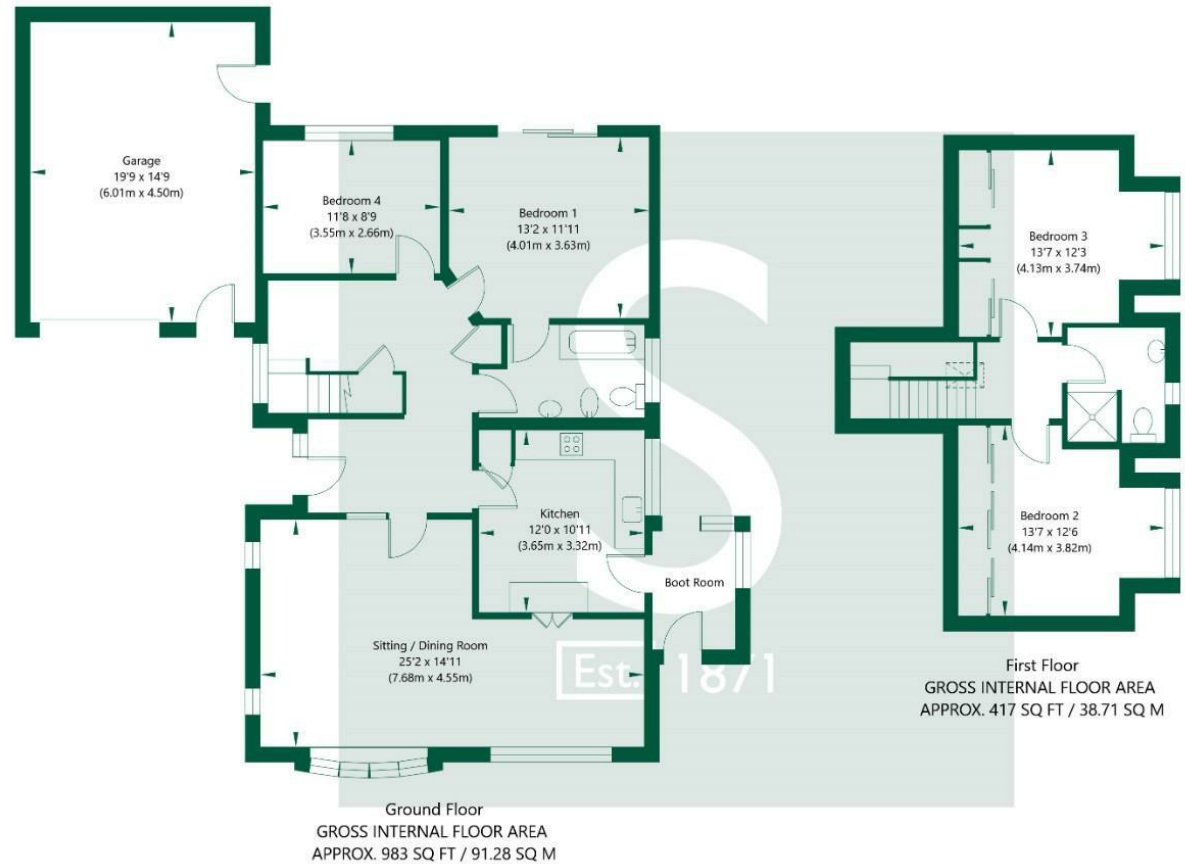 Garage
19'9 x 14'9
(6.01m x 4.50m)
Bedroom 4
11'8 x 8'9
(3.55m x 2.66m)
Bedroom 1
13'2 x 11'11
(4.01m x 3.63m)
Kitchen
12'0 x 10'11
(3.65m x 3.32m)
Boot Room
Sitting / Dining Room
25'2 x 14'11
(7.68m x 4.55m)
S
Est. 1871
Ground Floor
GROSS INTERNAL FLOOR AREA
APPROX. 983 SQ FT / 91.28 SQ M
Bedroom 3
13'7 x 12'3
(4.13m x 3.74m)
Bedroom 2
13'7 x 12'6
(4.14m x 3.82m)
First Floor
GROSS INTERNAL FLOOR AREA
APPROX. 417 SQ FT / 38.71 SQ M